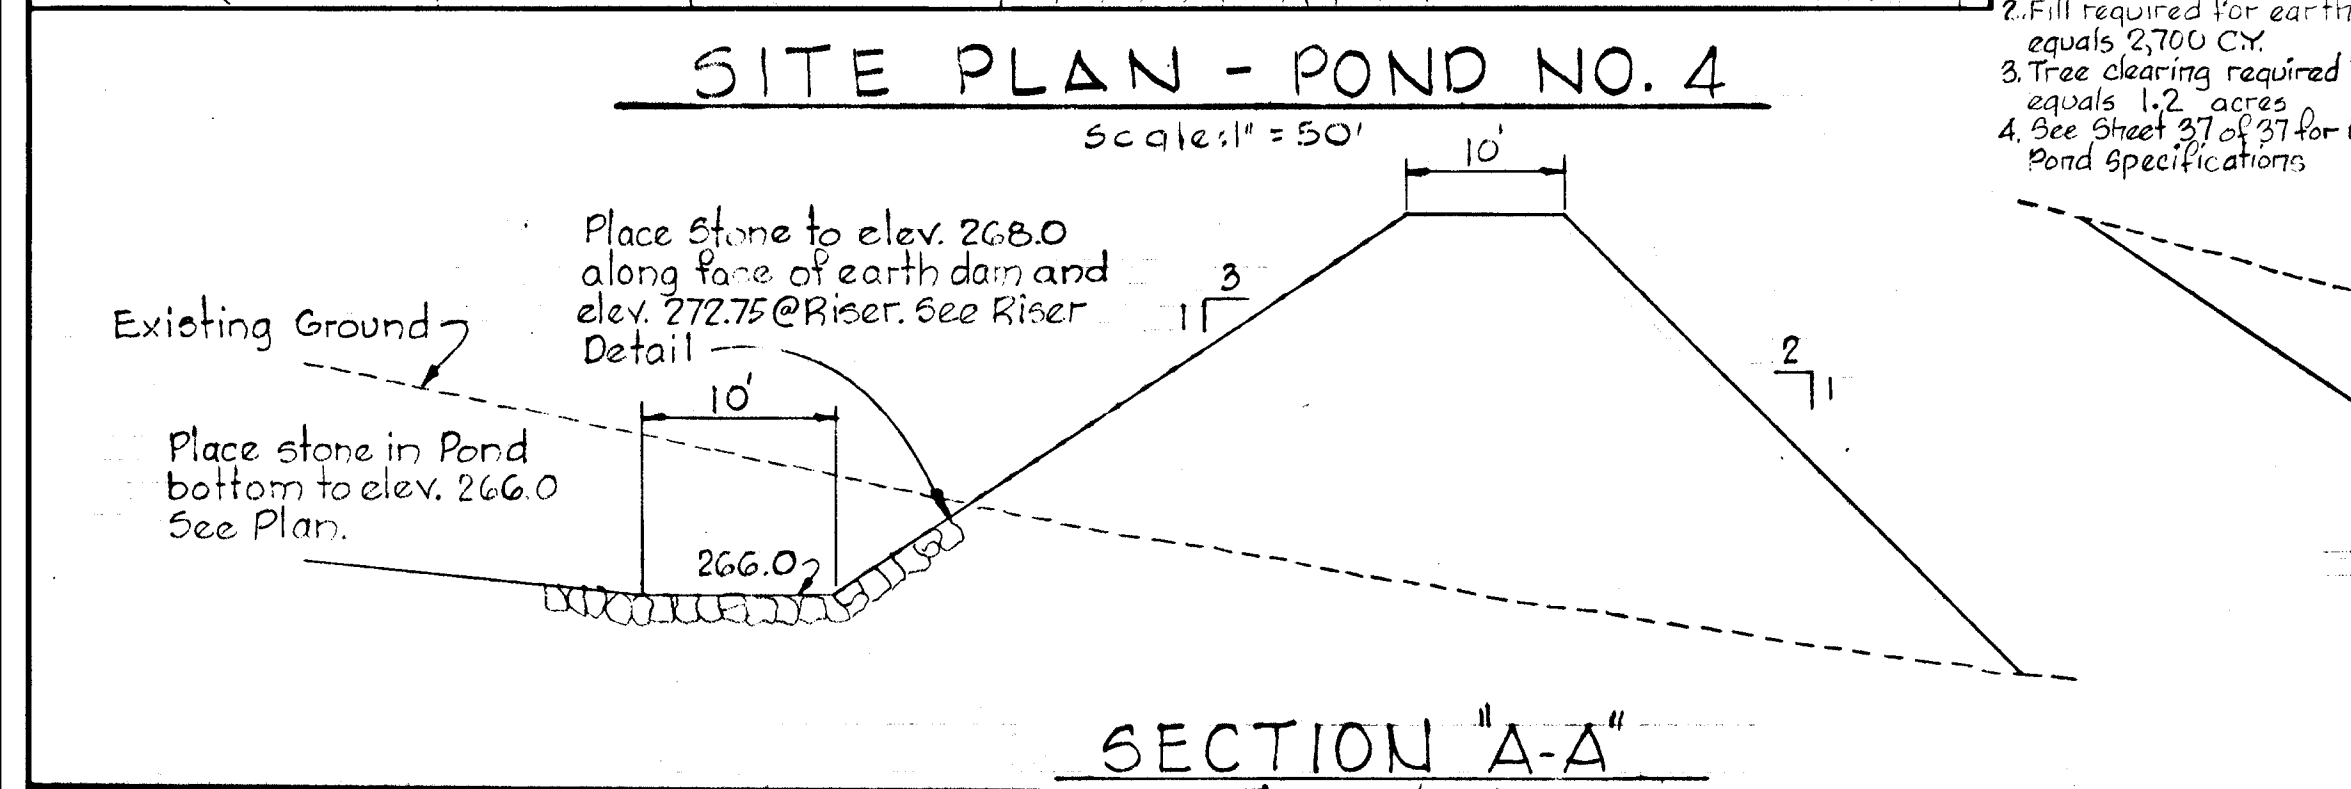 2. Fill required for earth
equals 2,700 C.Y.
3. Tree clearing required
equals 1.2 acres
4. See Sheet 37 of 37 for
Pond Specifications
SITE PLAN - POND NO. 4
Scale: 1" = 50'
10'
Place Stone to elev. 268.0
along face of earth dam and
elev. 272.75 @ Riser. See Riser
Detail
3
1
2
1
Existing Ground
10'
Place stone in Pond
bottom to elev. 266.0
See Plan.
266.0
SECTION "A-A"